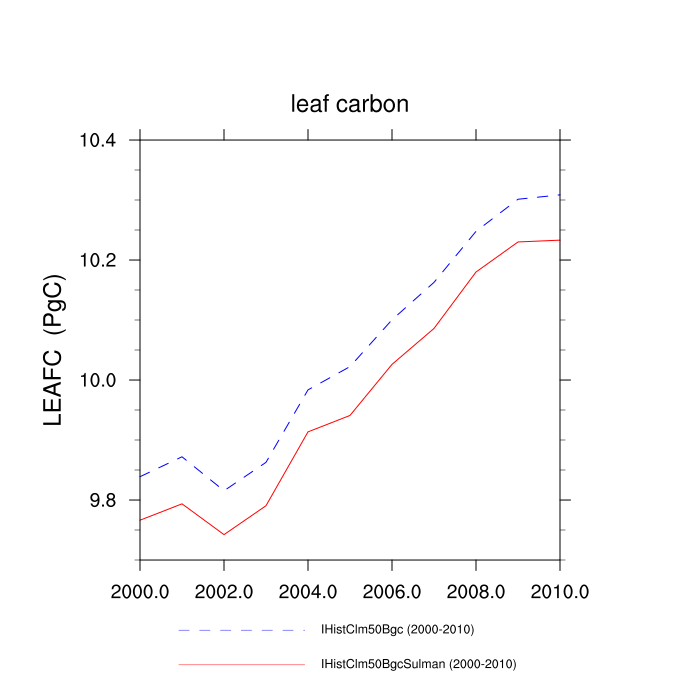 leaf carbon
10.4
10.2
10.0
9.8
LEAFC (PgC)
2000.0 2002.0 2004.0 2006.0 2008.0 2010.0
IHistClm50Bgc (2000-2010)
IHistClm50BgcSulman (2000-2010)